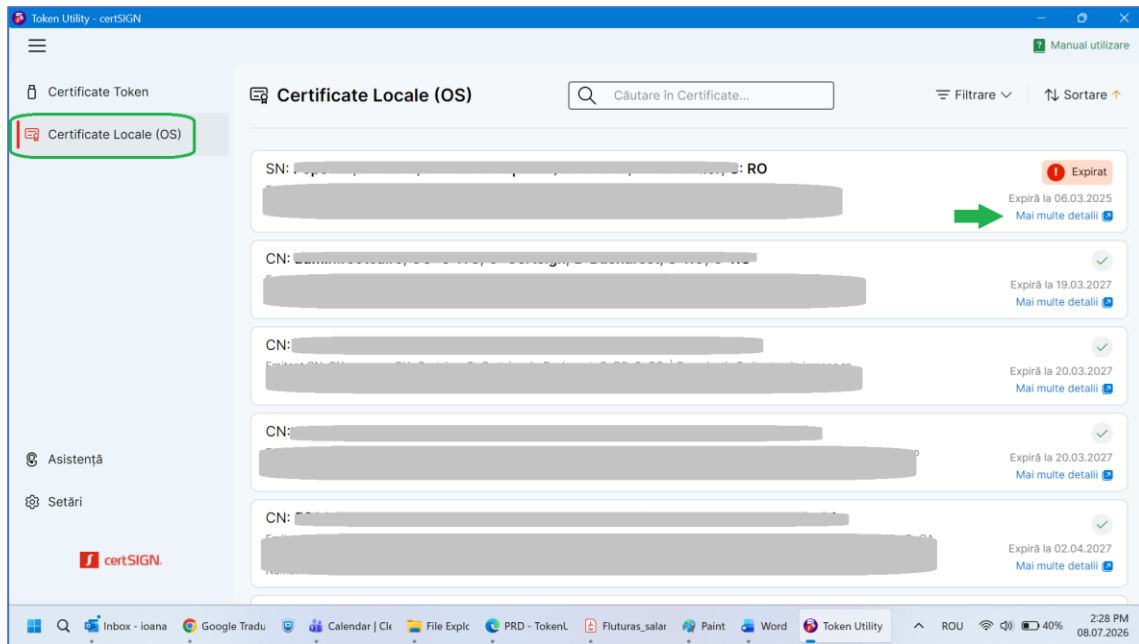 Token Utility - certSIGN
Manual utilizare
Certificate Token
Certificate Locale (OS)
Certificate Locale (OS)
Căutare în Certificate...
Filtrare
Sortare
SN: : RO
Expirat
Expiră la 06.03.2025
Mai multe detalii
CN:
Expiră la 19.03.2027
Mai multe detalii
CN:
Expiră la 20.03.2027
Mai multe detalii
CN:
Expiră la 20.03.2027
Mai multe detalii
CN:
Expiră la 02.04.2027
Mai multe detalii
Asistență
Setări
certSIGN.
Inbox - ioana Google Tradu Calendar | Cle File Explc PRD - TokenL Fluturas_salar Paint Word Token Utility ROU 40% 2:28 PM
08.07.2026